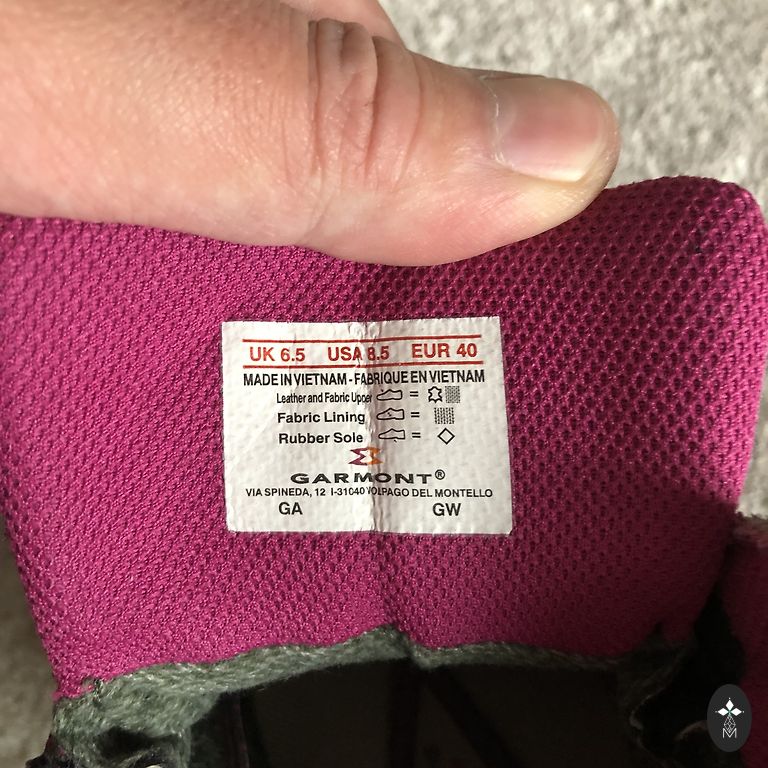 UK 6.5 USA 8.5 EUR 40
MADE IN VIETNAM - FABRIQUE EN VIETNAM
Leather and Fabric Upper =
Fabric Lining =
Rubber Sole =
GARMONT®
VIA SPINEDA, 12 I-31040 VOLPAGO DEL MONTELLO
GA GW
M